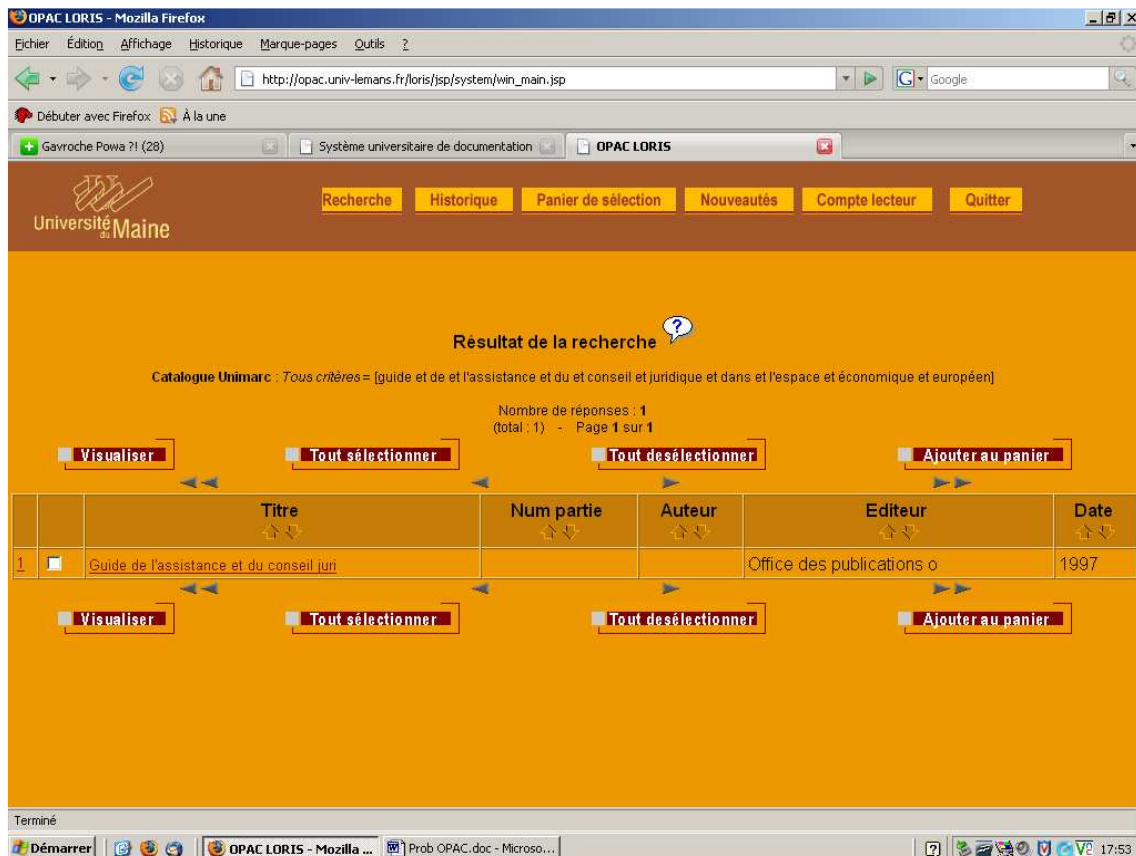 OPAC LORIS - Mozilla Firefox
Fichier Édition Affichage Historique Marque-pages Outils ?
http://opac.univ-lemans.fr/loris/jsp/system/win_main.jsp
G Google
Débuter avec Firefox À la une
Gavroche Powa ?! (28) Système universitaire de documentation OPAC LORIS
Université du Maine
Recherche Historique Panier de sélection Nouveautés Compte lecteur Quitter
Résultat de la recherche ?
Catalogue Unimarc : Tous critères = [guide et de et l'assistance et du et conseil et juridique et dans et l'espace et économique et européen]
Nombre de réponses : 1
(total : 1) - Page 1 sur 1
Visualiser Tout sélectionner Tout desélectionner Ajouter au panier
Titre Num partie Auteur Editeur Date
1 Guide de l'assistance et du conseil juri Office des publications o 1997
Visualiser Tout sélectionner Tout desélectionner Ajouter au panier
Terminé
Démarrer OPAC LORIS - Mozilla ... Prob OPAC.doc - Microso... ? 17:53